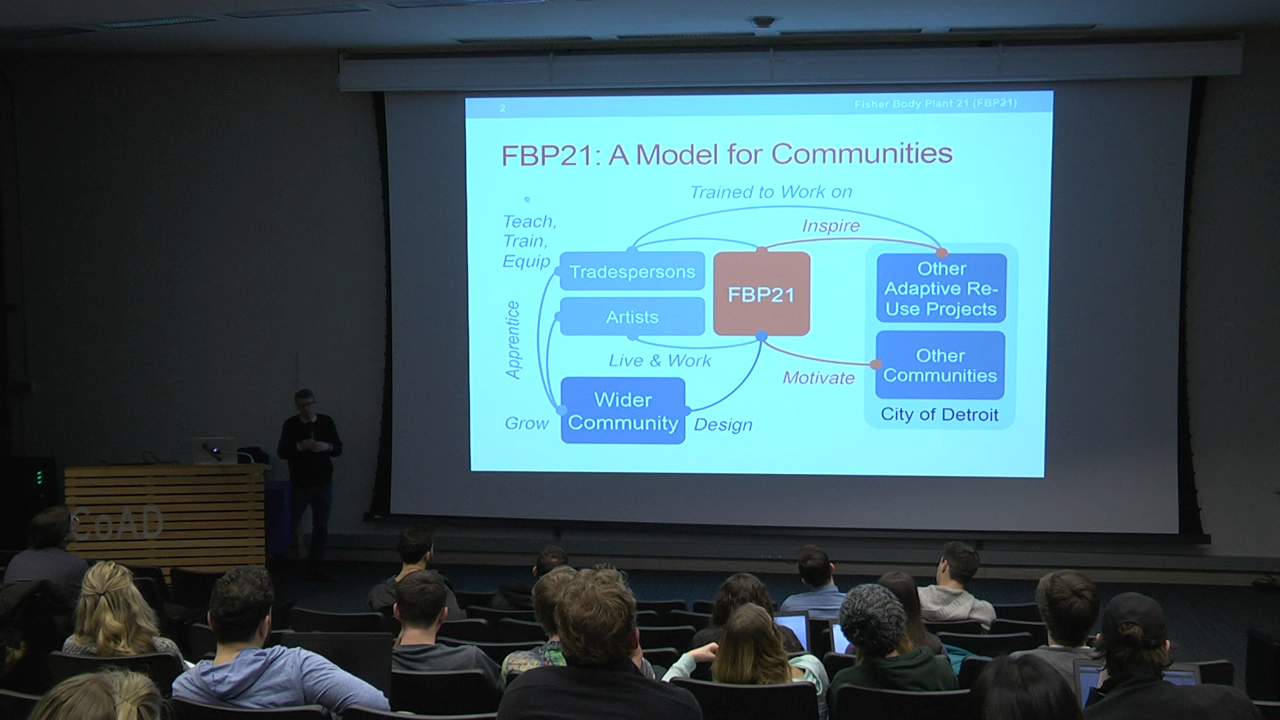 2
Fisher Body Plant 21 (FBP21)
FBP21: A Model for Communities
Trained to Work on
Teach,
Train,
Equip
Inspire
Tradespersons
FBP21
Other
Adaptive Re-
Use Projects
Artists
Apprentice
Live & Work
Motivate
Other
Communities
City of Detroit
Wider
Community
Grow
Design
CoAD